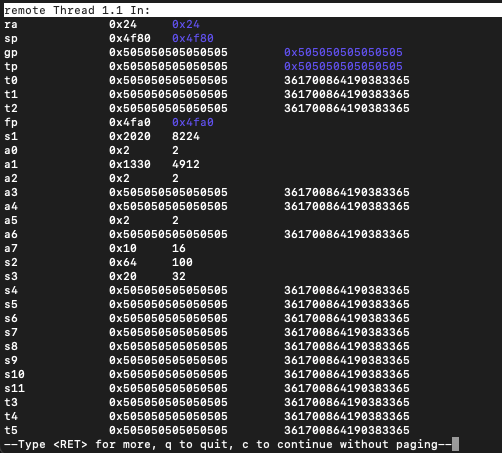 remote Thread 1.1 In:
ra 0x24 0x24
sp 0x4f80 0x4f80
gp 0x505050505050505 0x505050505050505
tp 0x505050505050505 0x505050505050505
t0 0x505050505050505 361700864190383365
t1 0x505050505050505 361700864190383365
t2 0x505050505050505 361700864190383365
fp 0x4fa0 0x4fa0
s1 0x2020 8224
a0 0x2 2
a1 0x1330 4912
a2 0x2 2
a3 0x505050505050505 361700864190383365
a4 0x505050505050505 361700864190383365
a5 0x2 2
a6 0x505050505050505 361700864190383365
a7 0x10 16
s2 0x64 100
s3 0x20 32
s4 0x505050505050505 361700864190383365
s5 0x505050505050505 361700864190383365
s6 0x505050505050505 361700864190383365
s7 0x505050505050505 361700864190383365
s8 0x505050505050505 361700864190383365
s9 0x505050505050505 361700864190383365
s10 0x505050505050505 361700864190383365
s11 0x505050505050505 361700864190383365
t3 0x505050505050505 361700864190383365
t4 0x505050505050505 361700864190383365
t5 0x505050505050505 361700864190383365
--Type <RET> for more, q to quit, c to continue without paging--